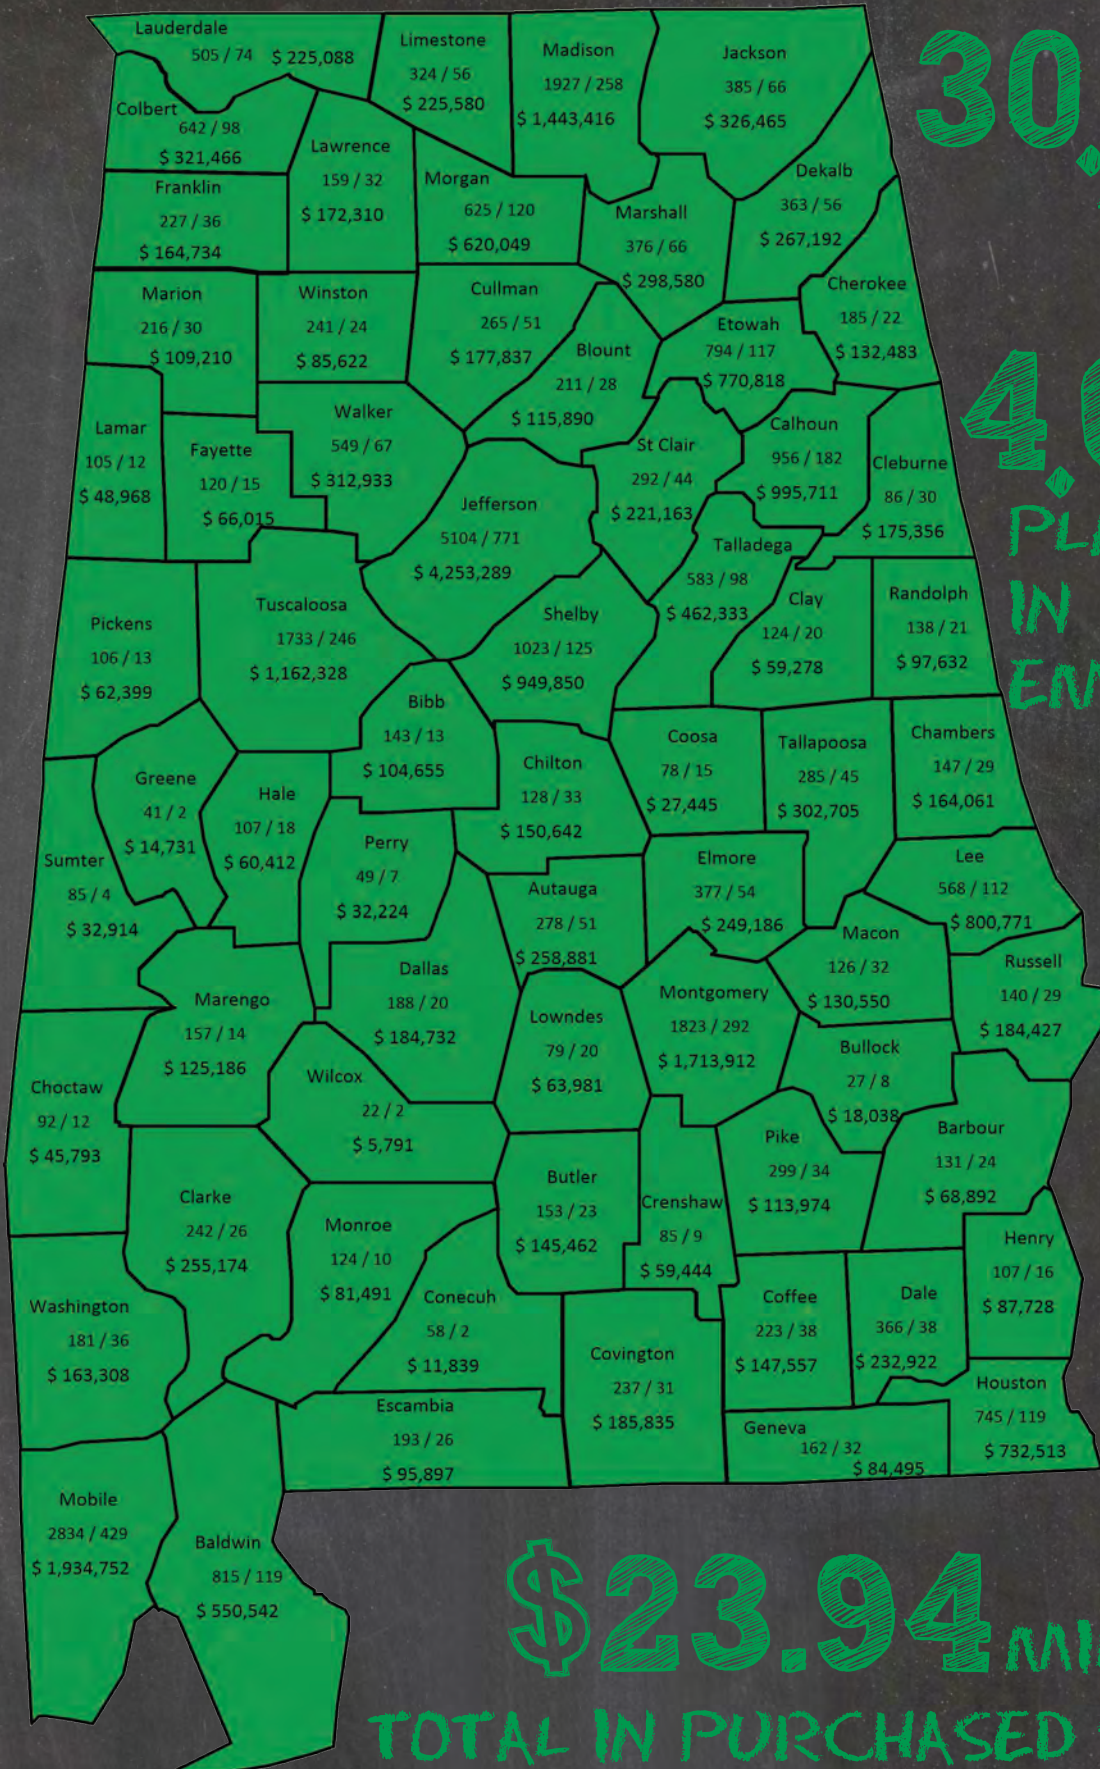 Lauderdale
505 / 74 $ 225,088
Limestone
324 / 56
$ 225,580
Madison
1927 / 258
$ 1,443,416
Jackson
385 / 66
$ 326,465
30.
Colbert
642 / 98
$ 321,466
Lawrence
159 / 32
$ 172,310
Franklin
227 / 36
$ 164,734
Morgan
625 / 120
$ 620,049
Marshall
376 / 66
$ 298,580
Dekalb
363 / 56
$ 267,192
Cherokee
185 / 22
$ 132,483
Marion
216 / 30
$ 109,210
Winston
241 / 24
$ 85,622
Cullman
265 / 51
$ 177,837
Blount
211 / 28
$ 115,890
Etowah
794 / 117
$ 770,818
4.
IN
Lamar
105 / 12
$ 48,968
Fayette
120 / 15
$ 66,015
Walker
549 / 67
$ 312,933
Jefferson
5104 / 771
$ 4,253,289
St Clair
292 / 44
$ 221,163
Calhoun
956 / 182
$ 995,711
Cleburne
86 / 30
$ 175,356
Talladega
583 / 98
$ 462,333
Pickens
106 / 13
$ 62,399
Tuscaloosa
1733 / 246
$ 1,162,328
Shelby
1023 / 125
$ 949,850
Clay
124 / 20
$ 59,278
Randolph
138 / 21
$ 97,632
Bibb
143 / 13
$ 104,655
Greene
41 / 2
$ 14,731
Hale
107 / 18
$ 60,412
Chilton
128 / 33
$ 150,642
Coosa
78 / 15
$ 27,445
Tallapoosa
285 / 45
$ 302,705
Chambers
147 / 29
$ 164,061
Sumter
85 / 4
$ 32,914
Perry
49 / 7
$ 32,224
Autauga
278 / 51
$ 258,881
Elmore
377 / 54
$ 249,186
Lee
568 / 112
$ 800,771
Macon
126 / 32
$ 130,550
Russell
140 / 29
$ 184,427
Marengo
157 / 14
$ 125,186
Dallas
188 / 20
$ 184,732
Lowndes
79 / 20
$ 63,981
Montgomery
1823 / 292
$ 1,713,912
Bullock
27 / 8
$ 18,038
Choctaw
92 / 12
$ 45,793
Wilcox
22 / 2
$ 5,791
Pike
299 / 34
$ 113,974
Barbour
131 / 24
$ 68,892
Clarke
242 / 26
$ 255,174
Monroe
124 / 10
$ 81,491
Butler
153 / 23
$ 145,462
Crenshaw
85 / 9
$ 59,444
Henry
107 / 16
$ 87,728
Washington
181 / 36
$ 163,308
Conecuh
58 / 2
$ 11,839
Covington
237 / 31
$ 185,835
Coffee
223 / 38
$ 147,557
Dale
366 / 38
$ 232,922
Houston
745 / 119
$ 732,513
Escambia
193 / 26
$ 95,897
Geneva
162 / 32
$ 84,495
Mobile
2834 / 429
$ 1,934,752
Baldwin
815 / 119
$ 550,542
$23.94
TOTAL IN PURCHASED